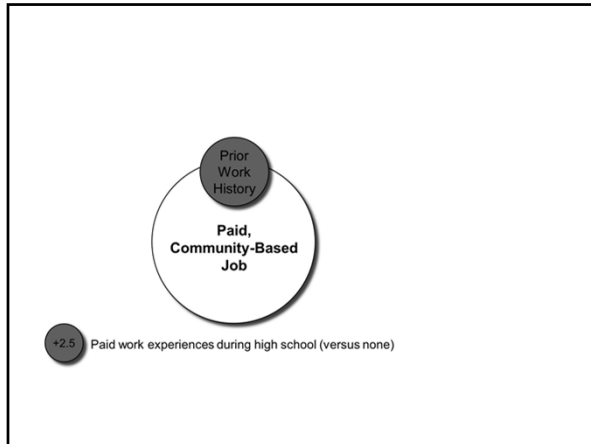 Prior
Work
History
Paid,
Community-Based
Job
+2.5 Paid work experiences during high school (versus none)